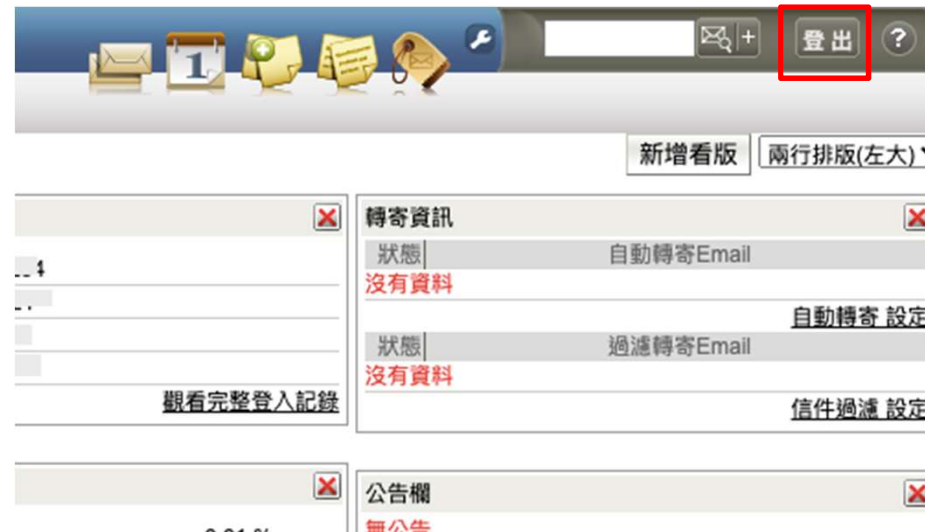 1
+ 登出 ?
新增看版 兩行排版(左大)
轉寄資訊
狀態 自動轉寄Email
沒有資料
自動轉寄 設定
狀態 過濾轉寄Email
沒有資料
觀看完整登入記錄
信件過濾 設定
公告欄
無公告